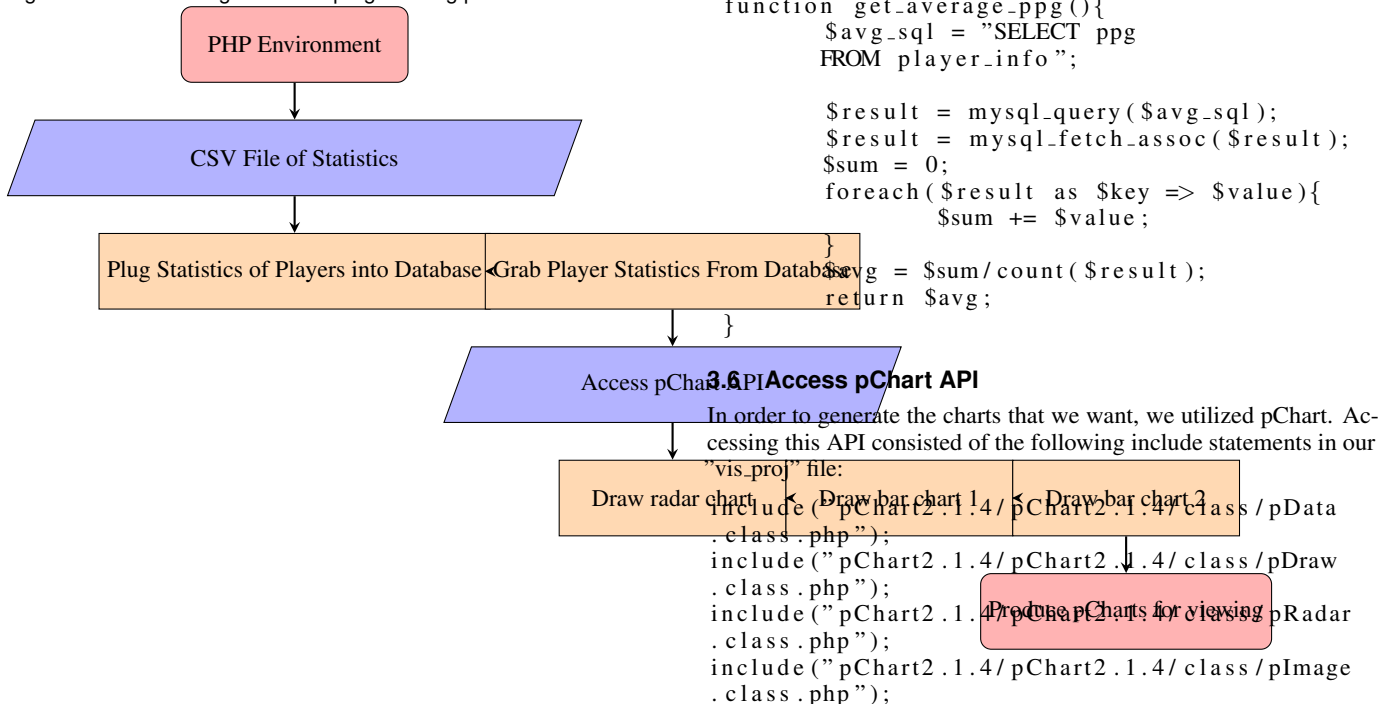 PHP Environment
CSV File of Statistics
Plug Statistics of Players into Database
Grab Player Statistics From Database
Access pChart API
Draw radar chart
Draw bar chart 1
Draw bar chart 2
Produce pCharts for viewing
function get_average_ppg(){
$avg_sql = ”SELECT ppg
FROM player_info”;
$result = mysql_query($avg_sql);
$result = mysql_fetch_assoc($result);
$sum = 0;
foreach($result as $key => $value){
$sum += $value;
}
$avg = $sum/count($result);
return $avg;
}
3.6 Access pChart API
In order to generate the charts that we want, we utilized pChart. Ac-
cessing this API consisted of the following include statements in our
”vis_proj” file:
include(”pChart2.1.4/pChart2.1.4/class/pData
.class.php”);
include(”pChart2.1.4/pChart2.1.4/class/pDraw
.class.php”);
include(”pChart2.1.4/pChart2.1.4/class/pRadar
.class.php”);
include(”pChart2.1.4/pChart2.1.4/class/pImage
.class.php”);